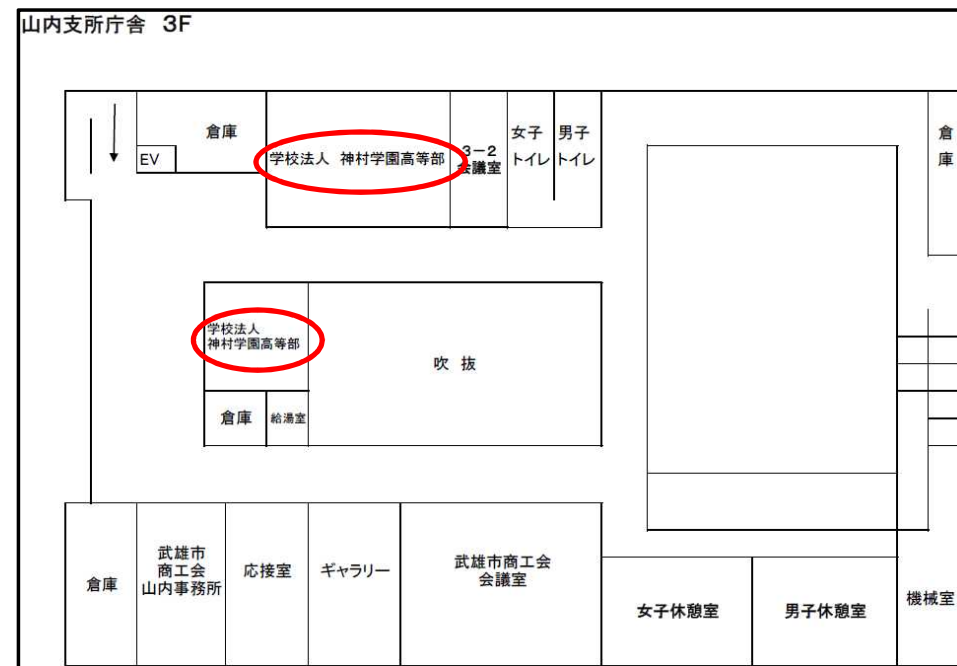 山内支所庁舎 3F
倉庫
EV
学校法人 神村学園高等部
3-2
会議室
女子
トイレ
男子
トイレ
倉
庫
学校法人
神村学園高等部
吹 抜
倉庫
給湯室
倉庫
武雄市
商工会
山内事務所
応接室
ギャラリー
武雄市商工会
会議室
女子休憩室
男子休憩室
機械室